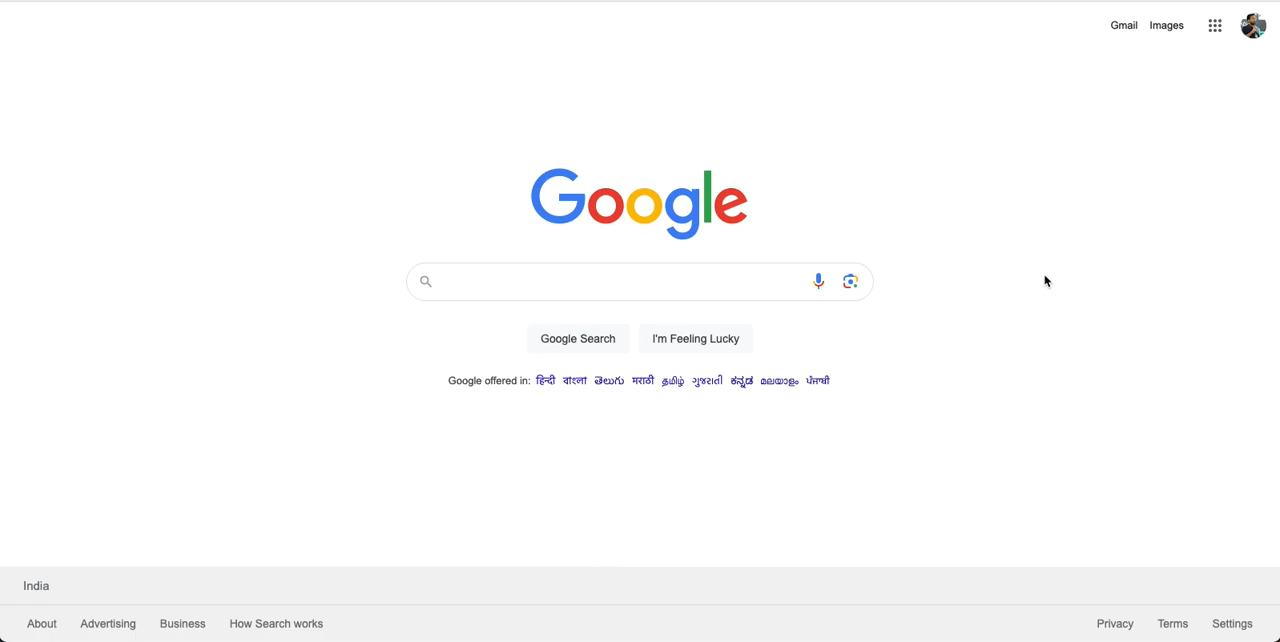 Gmail Images
Google
Google Search I'm Feeling Lucky
Google offered in: हिन्दी বাংলা తెలుగు मराठी தமிழ் ગુજરાતી ಕನ್ನಡ മലയാളം ਪੰਜਾਬੀ
India
About Advertising Business How Search works Privacy Terms Settings